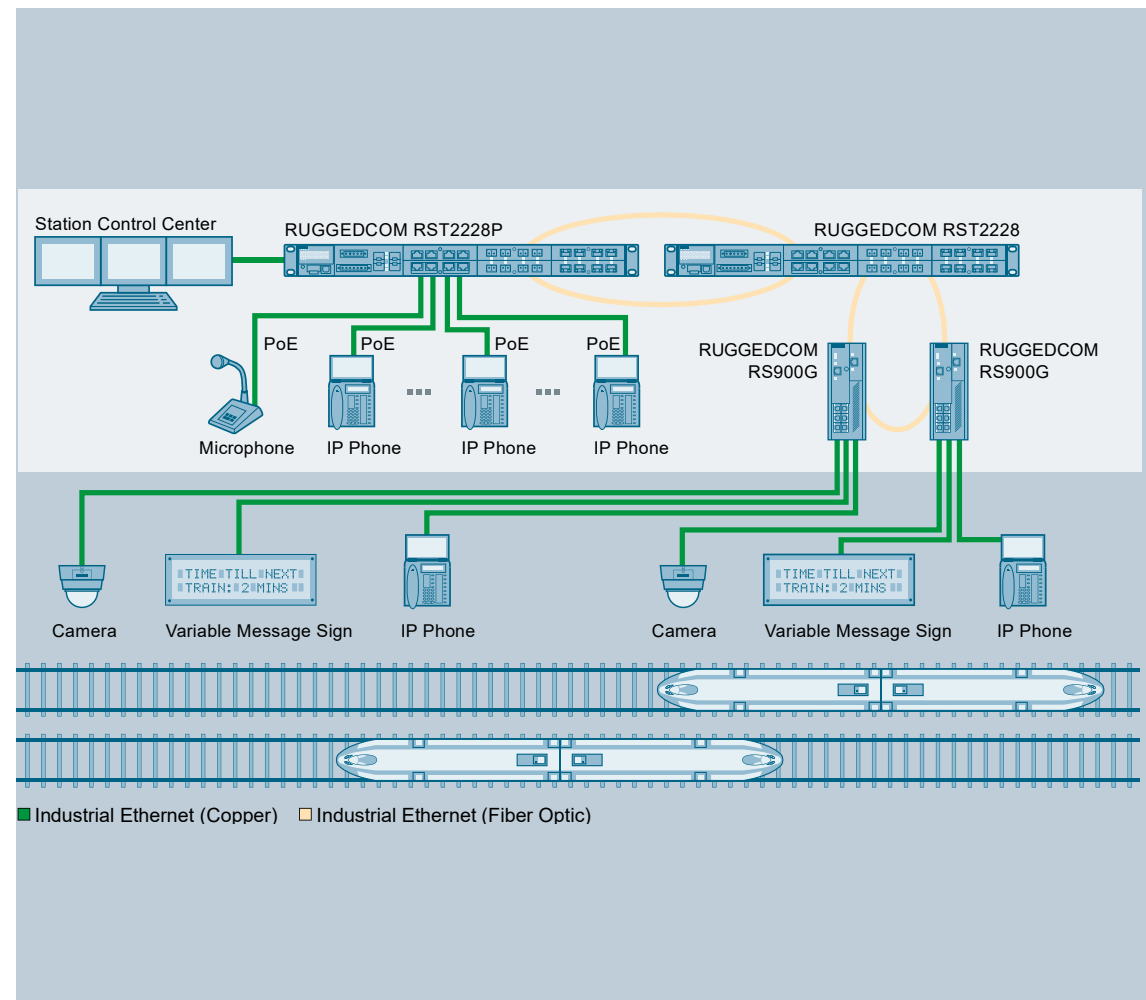 Station Control Center
RUGGEDCOM RST2228P
RUGGEDCOM RST2228
PoE
PoE
PoE
PoE
RUGGEDCOM
RS900G
RUGGEDCOM
RS900G
Microphone
IP Phone
IP Phone
IP Phone
TIME TILL NEXT
TRAIN: 2 MINS
TIME TILL NEXT
TRAIN: 2 MINS
Camera
Variable Message Sign
IP Phone
Camera
Variable Message Sign
IP Phone
Industrial Ethernet (Copper)
Industrial Ethernet (Fiber Optic)